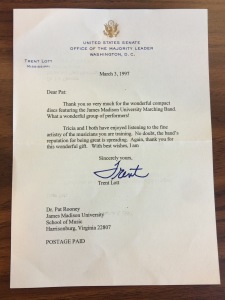 UNITED STATES SENATE
OFFICE OF THE MAJORITY LEADER
WASHINGTON, D. C.
TRENT LOTT
MISSISSIPPI
March 3, 1997
Dear Pat:
Thank you so very much for the wonderful compact
discs featuring the James Madison University Marching Band.
What a wonderful group of performers!
Tricia and I both have enjoyed listening to the fine
artistry of the musicians you are training. No doubt, the band's
reputation for being great is spreading. Again, thank you for
this wonderful gift. With best wishes, I am
Sincerely yours,
Trent
Trent Lott
Dr. Pat Rooney
James Madison University
School of Music
Harrisonburg, Virginia 22807
POSTAGE PAID